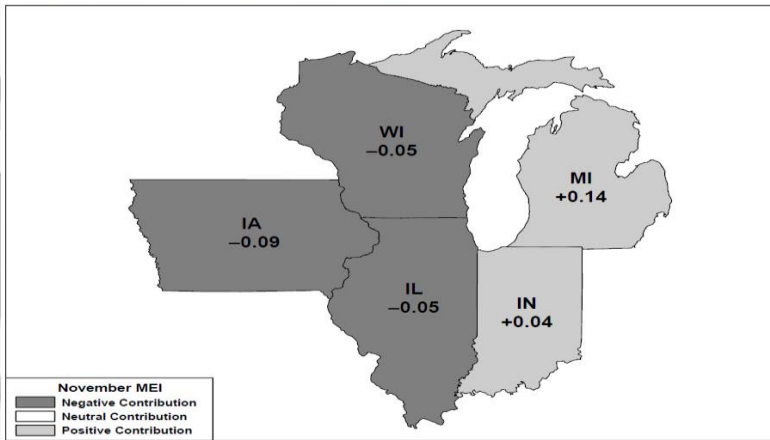 WI
−0.05
MI
+0.14
IA
−0.09
IL
−0.05
IN
+0.04
November MEI
Negative Contribution
Neutral Contribution
Positive Contribution